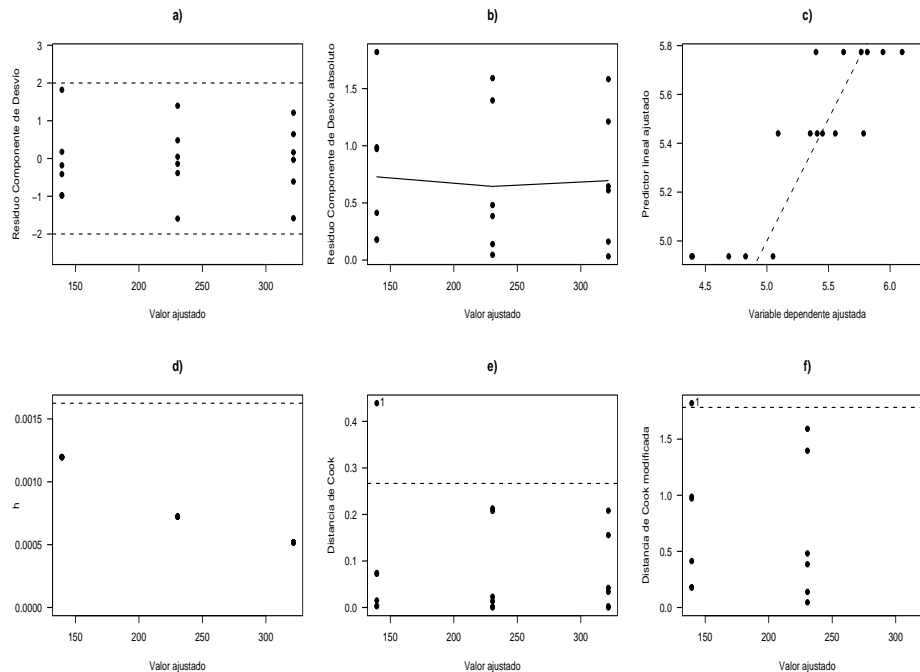 a)
Residuo Componente de Desvío
3
2
1
0
−1
−2
150 200 250 300
Valor ajustado
b)
Residuo Componente de Desvío absoluto
1.5
1.0
0.5
0.0
150 200 250 300
Valor ajustado
c)
Predictor lineal ajustado
5.8
5.6
5.4
5.2
5.0
4.5 5.0 5.5 6.0
Variable dependente ajustada
d)
h
0.0015
0.0010
0.0005
0.0000
150 200 250 300
Valor ajustado
e)
Distancia de Cook
0.4
0.3
0.2
0.1
0.0
1
150 200 250 300
Valor ajustado
f)
Distancia de Cook modificada
1.5
1.0
0.5
0.0
1
150 200 250 300
Valor ajustado